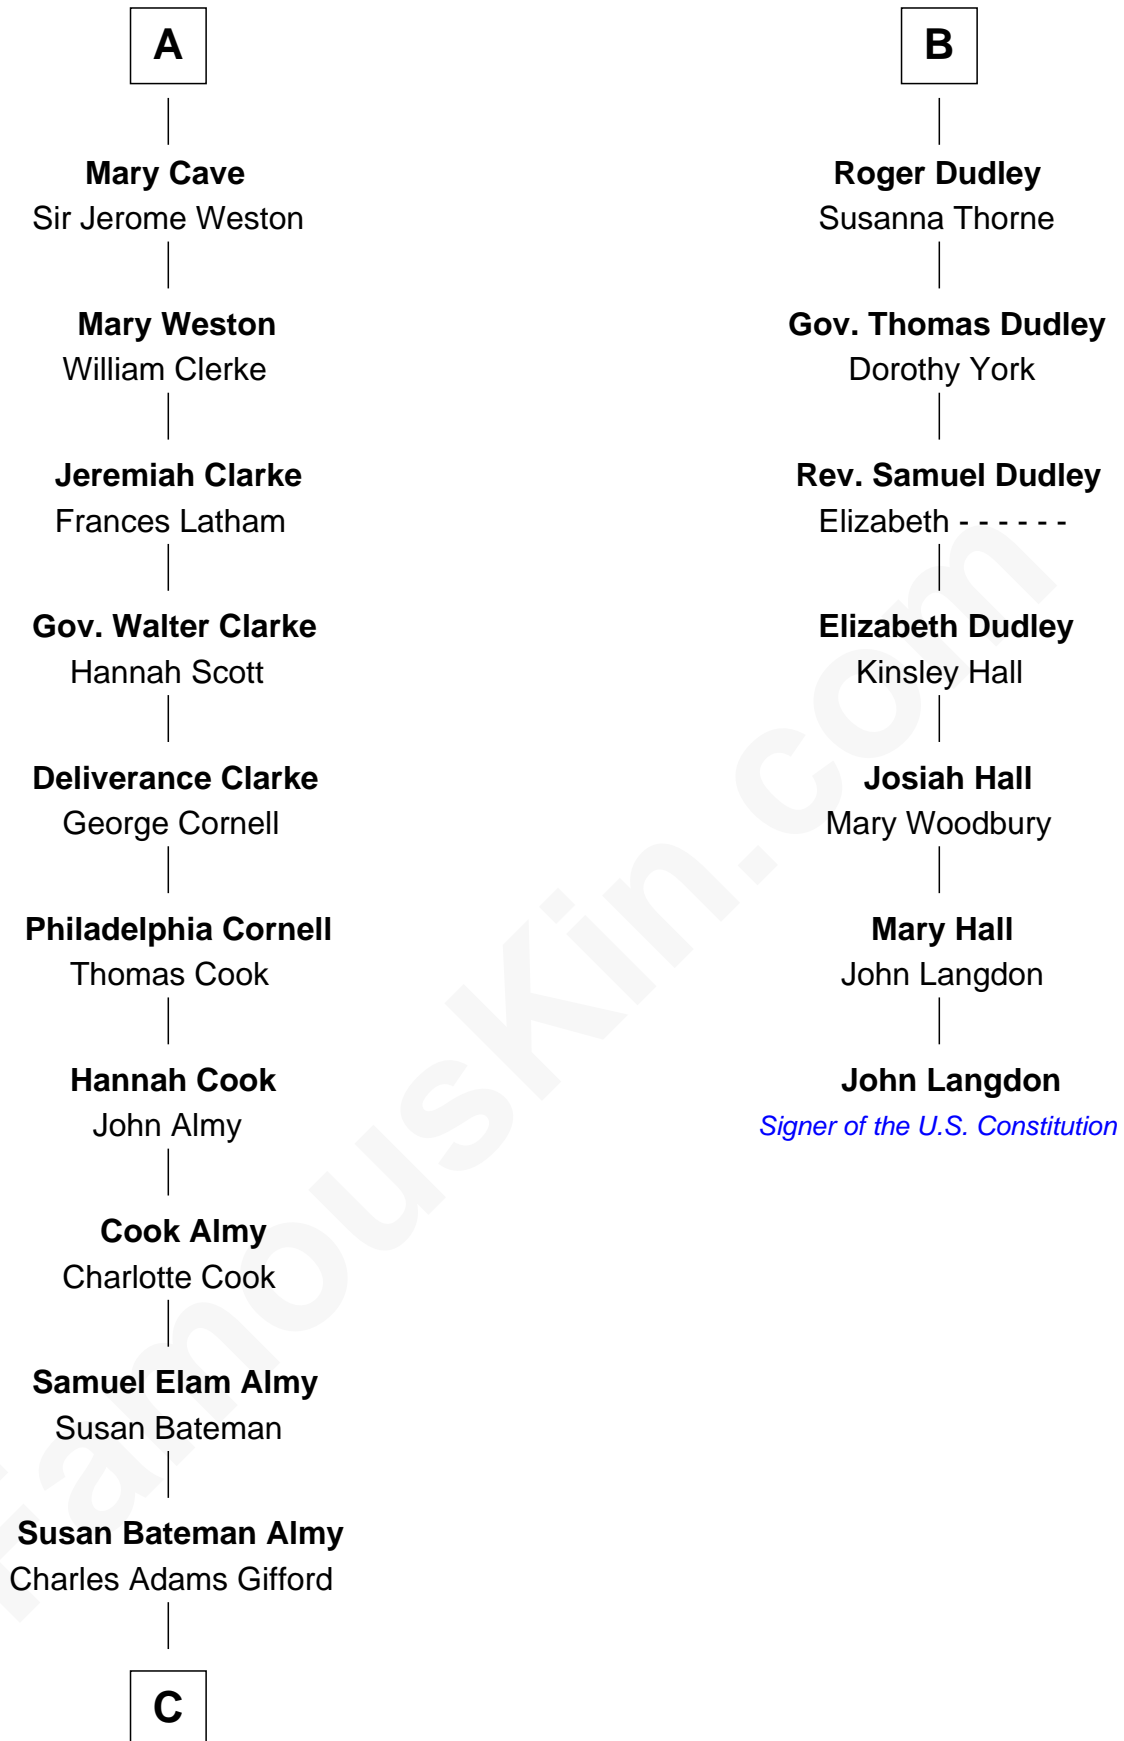 A
Mary Cave
Sir Jerome Weston
Mary Weston
William Clerke
Jeremiah Clarke
Frances Latham
Gov. Walter Clarke
Hannah Scott
Deliverance Clarke
George Cornell
Philadelphia Cornell
Thomas Cook
Hannah Cook
John Almy
Cook Almy
Charlotte Cook
Samuel Elam Almy
Susan Bateman
Susan Bateman Almy
Charles Adams Gifford
C
B
Roger Dudley
Susanna Thorne
Gov. Thomas Dudley
Dorothy York
Rev. Samuel Dudley
Elizabeth - - - - - -
Elizabeth Dudley
Kinsley Hall
Josiah Hall
Mary Woodbury
Mary Hall
John Langdon
John Langdon
Signer of the U.S. Constitution
FamousKin.com